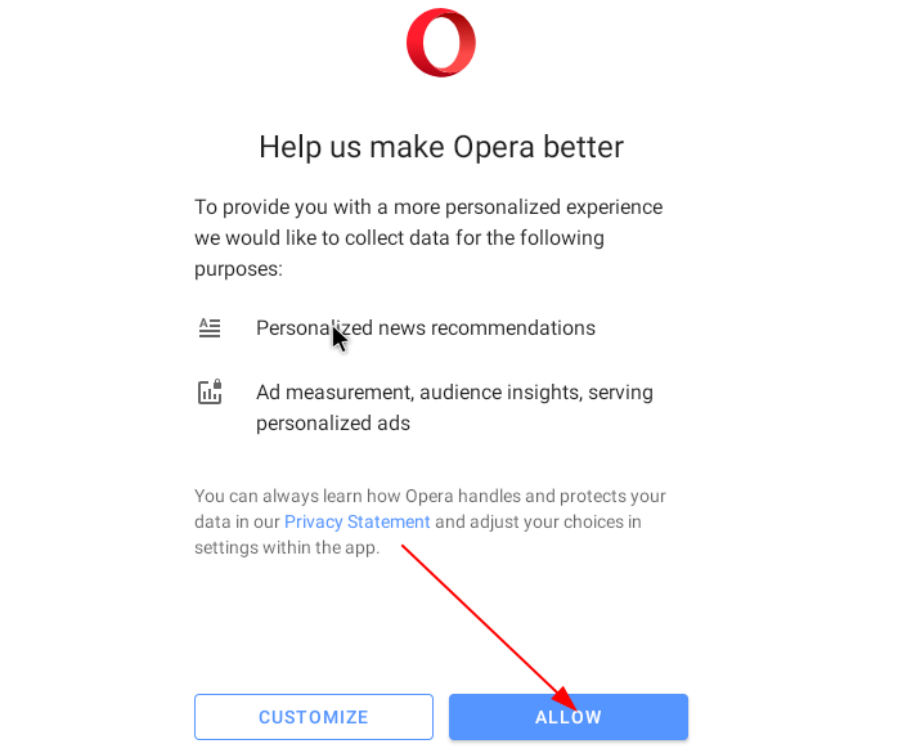 Help us make Opera better
To provide you with a more personalized experience
we would like to collect data for the following
purposes:
Personalized news recommendations
Ad measurement, audience insights, serving
personalized ads
You can always learn how Opera handles and protects your
data in our Privacy Statement and adjust your choices in
settings within the app.
CUSTOMIZE
ALLOW